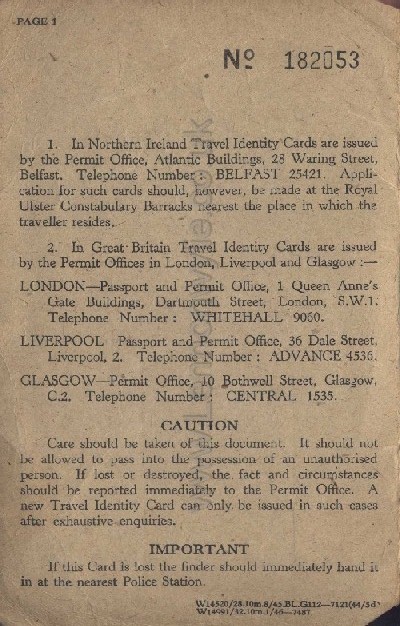 PAGE 1
Nº 182053
1. In Northern Ireland Travel Identity Cards are issued
by the Permit Office, Atlantic Buildings, 28 Waring Street,
Belfast. Telephone Number : BELFAST 25421. Appli-
cation for such cards should, however, be made at the Royal
Ulster Constabulary Barracks nearest the place in which the
traveller resides.
2. In Great Britain Travel Identity Cards are issued
by the Permit Offices in London, Liverpool and Glasgow :—
LONDON—Passport and Permit Office, 1 Queen Anne's
Gate Buildings, Dartmouth Street, London, S.W.1.
Telephone Number : WHITEHALL 9060.
LIVERPOOL—Passport and Permit Office, 36 Dale Street,
Liverpool, 2. Telephone Number : ADVANCE 4536.
GLASGOW—Permit Office, 10 Bothwell Street, Glasgow,
C.2. Telephone Number : CENTRAL 1535.
CAUTION
Care should be taken of this document. It should not
be allowed to pass into the possession of an unauthorised
person. If lost or destroyed, the fact and circumstances
should be reported immediately to the Permit Office. A
new Travel Identity Card can only be issued in such cases
after exhaustive enquiries.
IMPORTANT
If this Card is lost the finder should immediately hand it
in at the nearest Police Station.